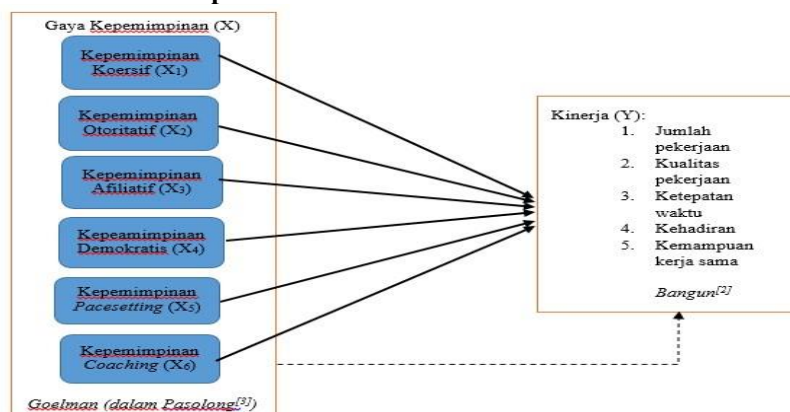 Gaya Kepemimpinan (X)
Kepemimpinan
Koersif (X1)
Kepemimpinan
Otoritatif (X2)
Kepemimpinan
Afiliatif (X3)
Kepeamimpinan
Demokratis (X4)
Kepemimpinan
Pacesetting (X5)
Kepemimpinan
Coaching (X6)
Goelman (dalam Pasolong[3])
Kinerja (Y):
1. Jumlah
pekerjaan
2. Kualitas
pekerjaan
3. Ketepatan
waktu
4. Kehadiran
5. Kemampuan
kerja sama
Bangun[2]